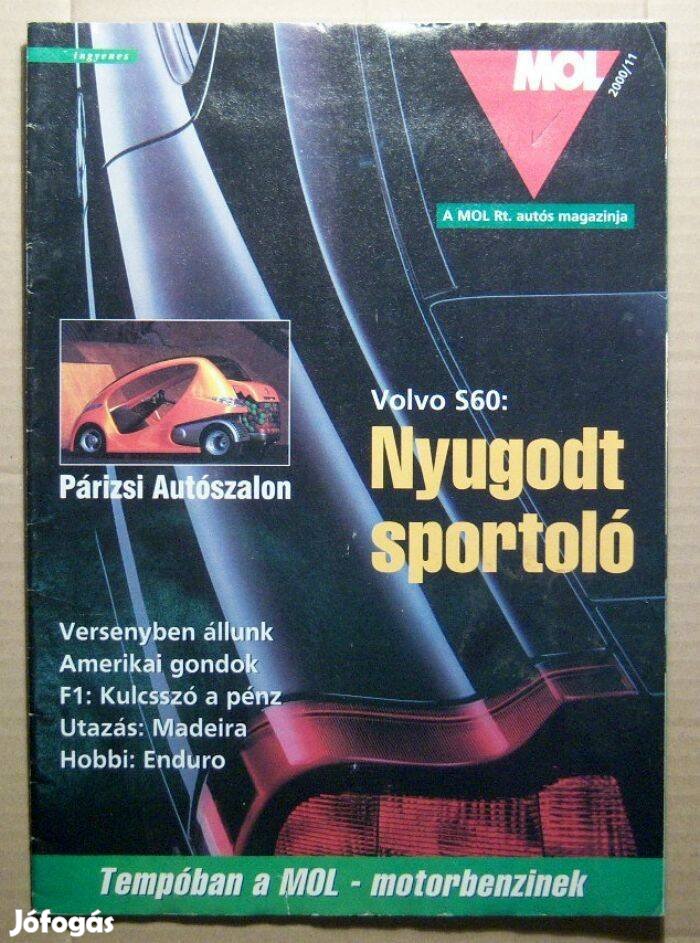 ingyenes
MOL
2000/11
A MOL Rt. autós magazinja
Volvo S60:
Nyugodt
sportoló
Párizsi Autószalon
Versenyben állunk
Amerikai gondok
F1: Kulcsszó a pénz
Utazás: Madeira
Hobbi: Enduro
Tempóban a MOL - motorbenzinek
Jófogás